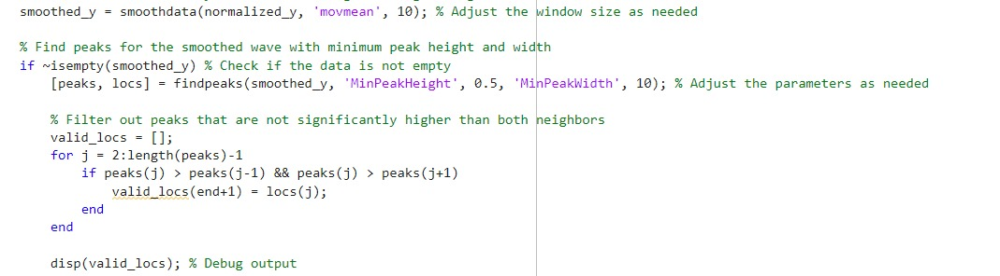 smoothed_y = smoothdata(normalized_y, 'movmean', 10); % Adjust the window size as needed
% Find peaks for the smoothed wave with minimum peak height and width
if ~isempty(smoothed_y) % Check if the data is not empty
[peaks, locs] = findpeaks(smoothed_y, 'MinPeakHeight', 0.5, 'MinPeakWidth', 10); % Adjust the parameters as needed
% Filter out peaks that are not significantly higher than both neighbors
valid_locs = [];
for j = 2:length(peaks)-1
if peaks(j) > peaks(j-1) && peaks(j) > peaks(j+1)
valid_locs(end+1) = locs(j);
end
end
disp(valid_locs); % Debug output